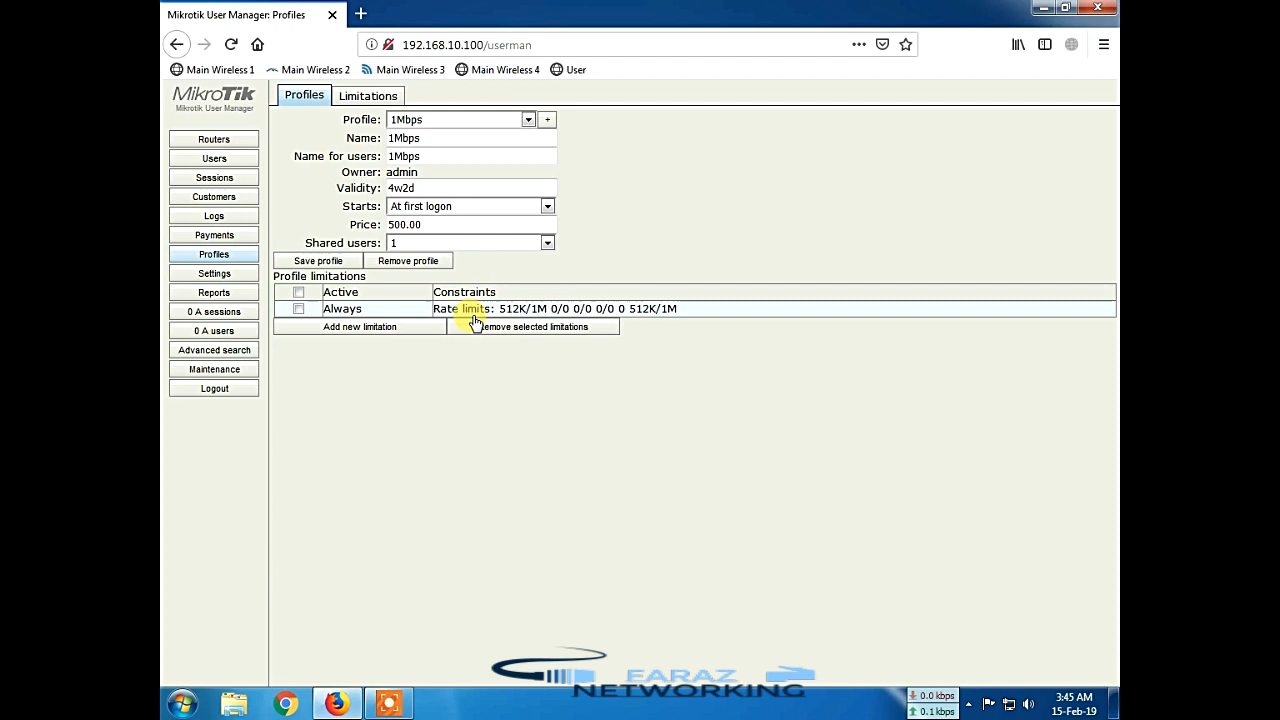 Mikrotik User Manager: Profiles
192.168.10.100/userman
Main Wireless 1 Main Wireless 2 Main Wireless 3 Main Wireless 4 User
MikroTik
Mikrotik User Manager
Routers
Users
Sessions
Customers
Logs
Payments
Profiles
Settings
Reports
0 A sessions
0 A users
Advanced search
Maintenance
Logout
Profiles Limitations
Profile: 1Mbps +
Name: 1Mbps
Name for users: 1Mbps
Owner: admin
Validity: 4w2d
Starts: At first logon
Price: 500.00
Shared users: 1
Save profile Remove profile
Profile limitations
Active Constraints
Always Rate limits: 512K/1M 0/0 0/0 0/0 0 512K/1M
Add new limitation emove selected limitations
FARAZ
NETWORKING
0.0 kbps
0.1 kbps
3:45 AM
15-Feb-19